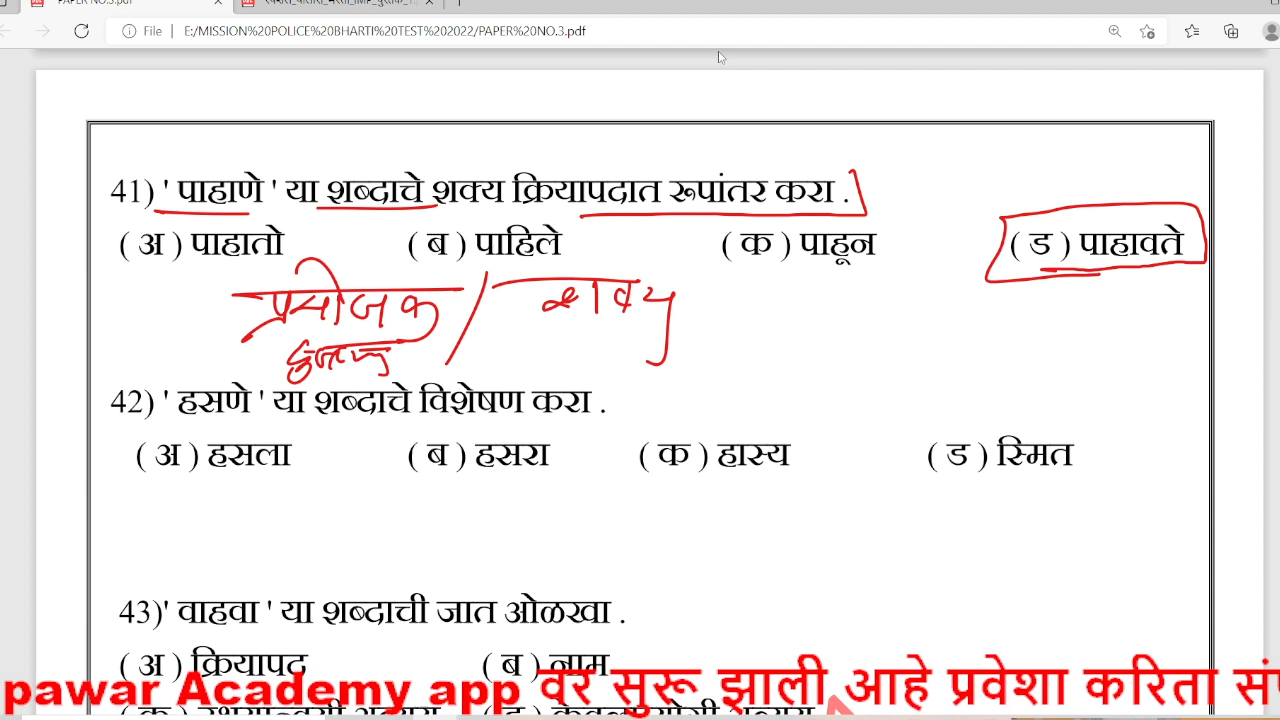 PAPER NO.3.pdf
File E:/MISSION%20POLICE%20BHARTI%20TEST%202022/PAPER NO.3.pdf
41) ' पाहाणे ' या शब्दाचे शक्य क्रियापदात रूपांतर करा .
( अ ) पाहातो ( ब ) पाहिले ( क ) पाहून ( ड ) पाहावते
प्रयोजक / शक्य
42) ' हसणे ' या शब्दाचे विशेषण करा .
( अ ) हसला ( ब ) हसरा ( क ) हास्य ( ड ) स्मित
43)' वाहवा ' या शब्दाची जात ओळखा .
( अ ) क्रियापद ( ब ) नाम
pawar Academy app वर सुरू झाली आहे प्रवेशा करिता सं